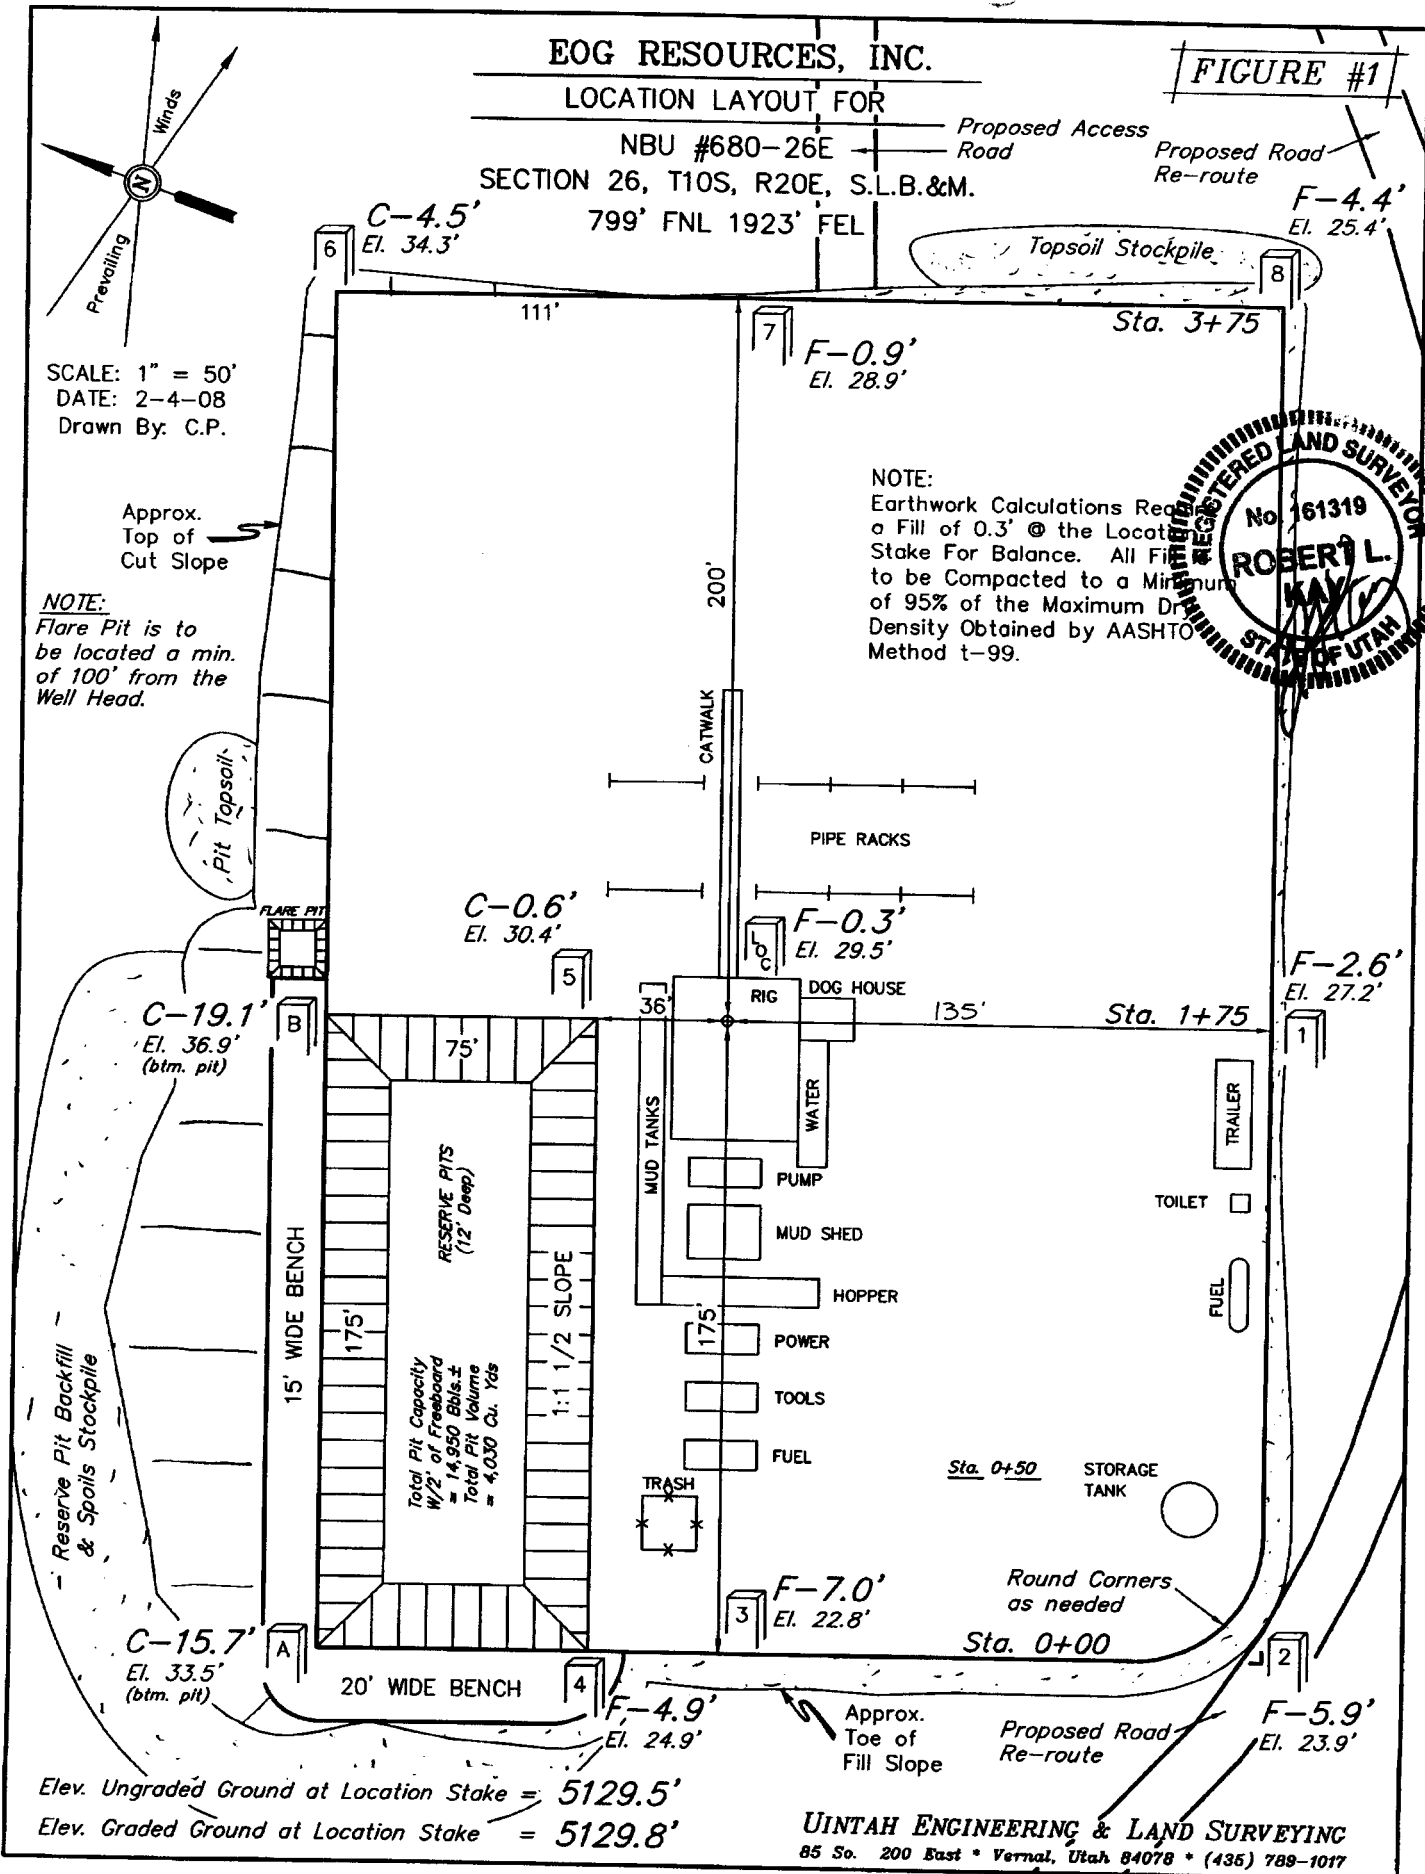 EOG RESOURCES, INC.
LOCATION LAYOUT FOR
NBU #680-26E
SECTION 26, T10S, R20E, S.L.B.&M.
799' FNL 1923' FEL
FIGURE #1
Proposed Access
Road
Proposed Road
Re-route
F-4.4'
El. 25.4'
Winds
N
Prevailing
C-4.5'
El. 34.3'
6
Topsoil Stockpile
8
111'
7
Sta. 3+75
F-0.9'
El. 28.9'
SCALE: 1" = 50'
DATE: 2-4-08
Drawn By: C.P.
Approx.
Top of
Cut Slope
NOTE:
Flare Pit is to
be located a min.
of 100' from the
Well Head.
200'
NOTE:
Earthwork Calculations
a Fill of 0.3' @ the
Stake For Balance. All
to be Compacted to a Minimum
of 95% of the Maximum
Density Obtained by AASHTO
Method t-99.
REGISTERED LAND SURVEYOR
No. 161319
ROBERT L.
KAY
STATE OF UTAH
Pit Topsoil
CATWALK
PIPE RACKS
FLARE PIT
C-0.6'
El. 30.4'
5
LOC
F-0.3'
El. 29.5'
F-2.6'
El. 27.2'
C-19.1'
El. 36.9'
(btm. pit)
B
36'
RIG
DOG HOUSE
135'
Sta. 1+75
1
75'
MUD TANKS
WATER
TRAILER
PUMP
TOILET
MUD SHED
HOPPER
FUEL
POWER
TOOLS
FUEL
175'
TRASH
RESERVE PITS
(12' Deep)
Total Pit Capacity
W/2' of Freeboard
= 14,950 Bbls.±
Total Pit Volume
= 4,030 Cu. Yds
1:1 1/2 SLOPE
175'
15' WIDE BENCH
Reserve Pit Backfill
& Spoils Stockpile
Sta. 0+50
STORAGE
TANK
Round Corners
as needed
3
F-7.0'
El. 22.8'
Sta. 0+00
2
C-15.7'
El. 33.5'
(btm. pit)
A
20' WIDE BENCH
4
F-4.9'
El. 24.9'
Approx.
Toe of
Fill Slope
Proposed Road
Re-route
F-5.9'
El. 23.9'
Elev. Ungraded Ground at Location Stake = 5129.5'
Elev. Graded Ground at Location Stake = 5129.8'
UINTAH ENGINEERING & LAND SURVEYING
85 So. 200 East * Vernal, Utah 84078 * (435) 789-1017